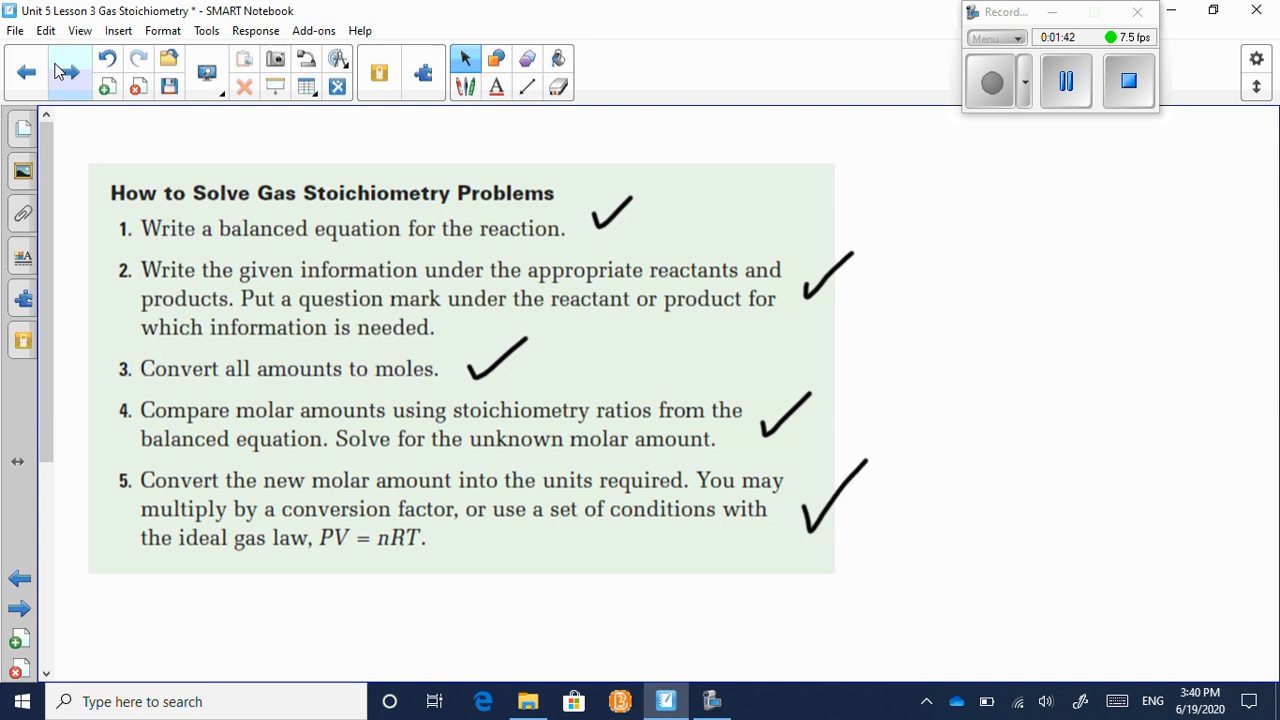 Unit 5 Lesson 3 Gas Stoichiometry * - SMART Notebook
Record...
File Edit View Insert Format Tools Response Add-ons Help
Menu
0:01:42
7.5 fps
How to Solve Gas Stoichiometry Problems
1. Write a balanced equation for the reaction.
2. Write the given information under the appropriate reactants and
products. Put a question mark under the reactant or product for
which information is needed.
3. Convert all amounts to moles.
4. Compare molar amounts using stoichiometry ratios from the
balanced equation. Solve for the unknown molar amount.
5. Convert the new molar amount into the units required. You may
multiply by a conversion factor, or use a set of conditions with
the ideal gas law, PV = nRT.
Type here to search
ENG
3:40 PM
6/19/2020